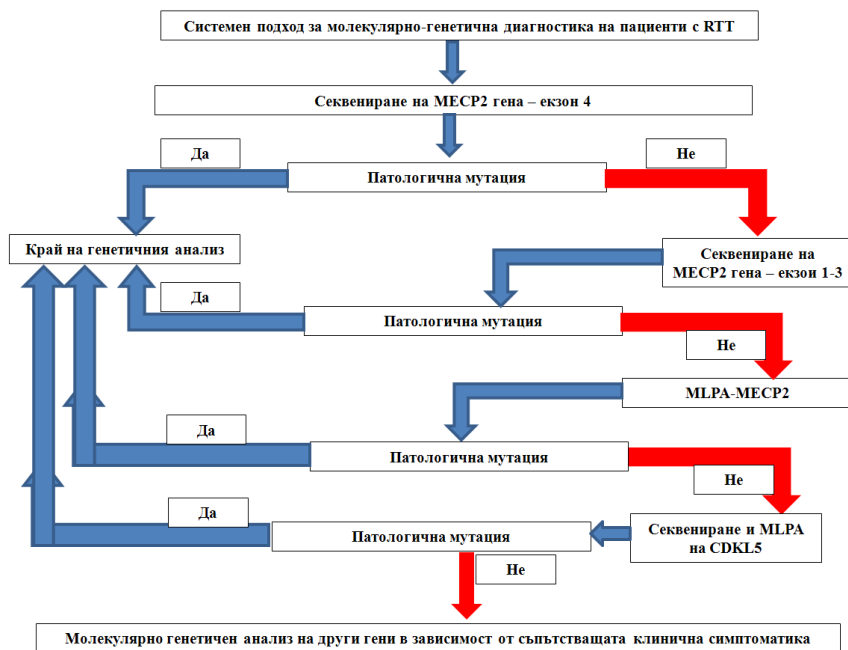 Системен подход за молекулярно-генетична диагностика на пациенти с RTT
Секвениране на MECP2 гена – екзон 4
Да
Не
Патологична мутация
Край на генетичния анализ
Секвениране на
MECP2 гена – екзои 1-3
Да
Патологична мутация
Не
MLPA-MECP2
Да
Патологична мутация
Не
Да
Патологична мутация
Секвениране и MLPA
на CDKL5
Не
Молекулярно генетичен анализ на други гени в зависимост от съпътстващата клинична симптоматика